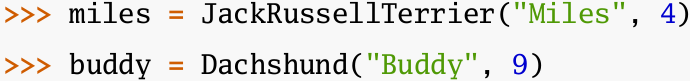 >>> miles = JackRussellTerrier("Miles", 4)
>>> buddy = Dachshund("Buddy", 9)